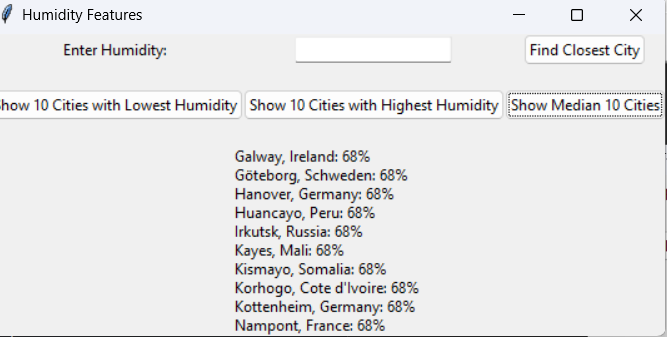 Humidity Features
Enter Humidity: Find Closest City
Show 10 Cities with Lowest Humidity Show 10 Cities with Highest Humidity Show Median 10 Cities
Galway, Ireland: 68%
Göteborg, Schweden: 68%
Hanover, Germany: 68%
Huancayo, Peru: 68%
Irkutsk, Russia: 68%
Kayes, Mali: 68%
Kismayo, Somalia: 68%
Korhogo, Cote d'Ivoire: 68%
Kottenheim, Germany: 68%
Nampont, France: 68%